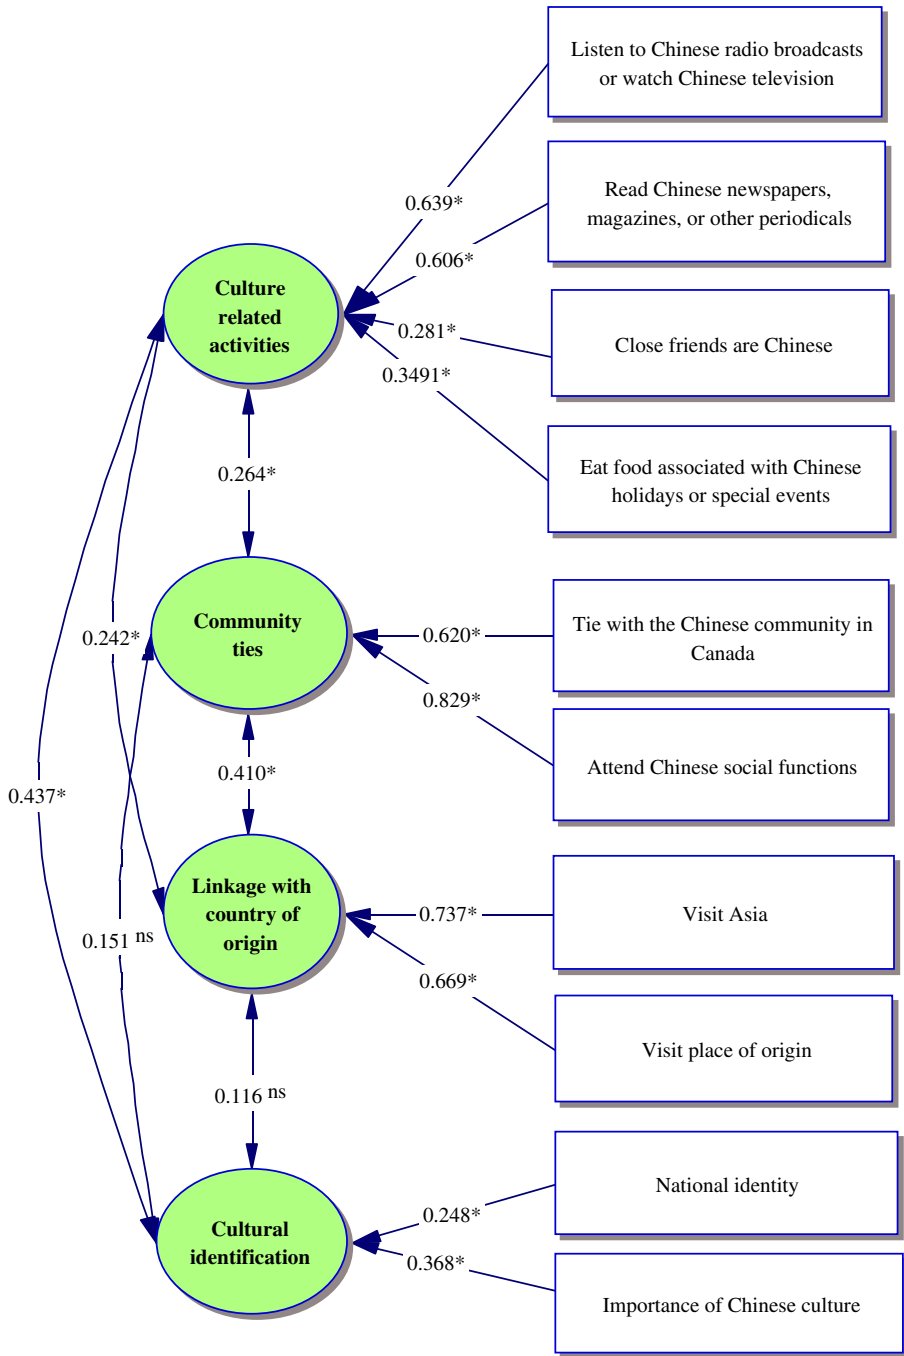 Listen to Chinese radio broadcasts
or watch Chinese television
Read Chinese newspapers,
magazines, or other periodicals
0.639*
0.606*
Culture
related
activities
0.281*
Close friends are Chinese
0.3491*
Eat food associated with Chinese
holidays or special events
0.264*
Community
ties
0.242*
0.620*
Tie with the Chinese community in
Canada
0.829*
Attend Chinese social functions
0.410*
0.437*
Linkage with
country of
origin
0.737*
Visit Asia
0.151 ns
0.669*
Visit place of origin
0.116 ns
National identity
0.248*
Cultural
identification
0.368*
Importance of Chinese culture